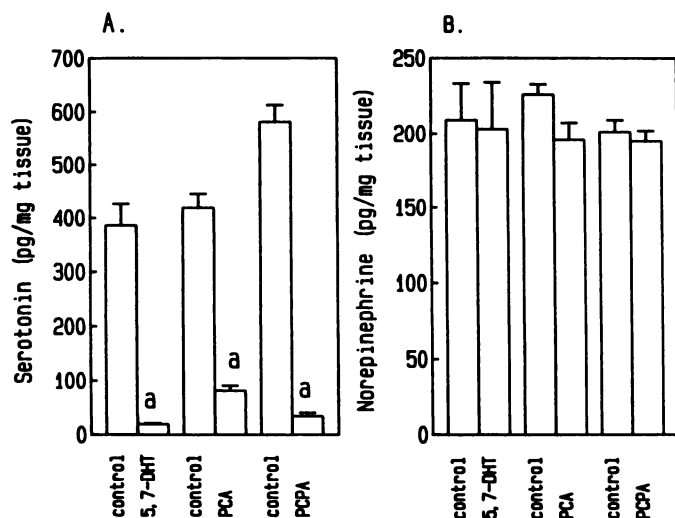 A.
Serotonin (pg/mg tissue)
700
600
500
400
300
200
100
0
a
a
a
control
5,7-DHT
control
PCA
control
PCPA
B.
Norepinephrine (pg/mg tissue)
250
200
150
100
50
0
control
5,7-DHT
control
PCA
control
PCPA